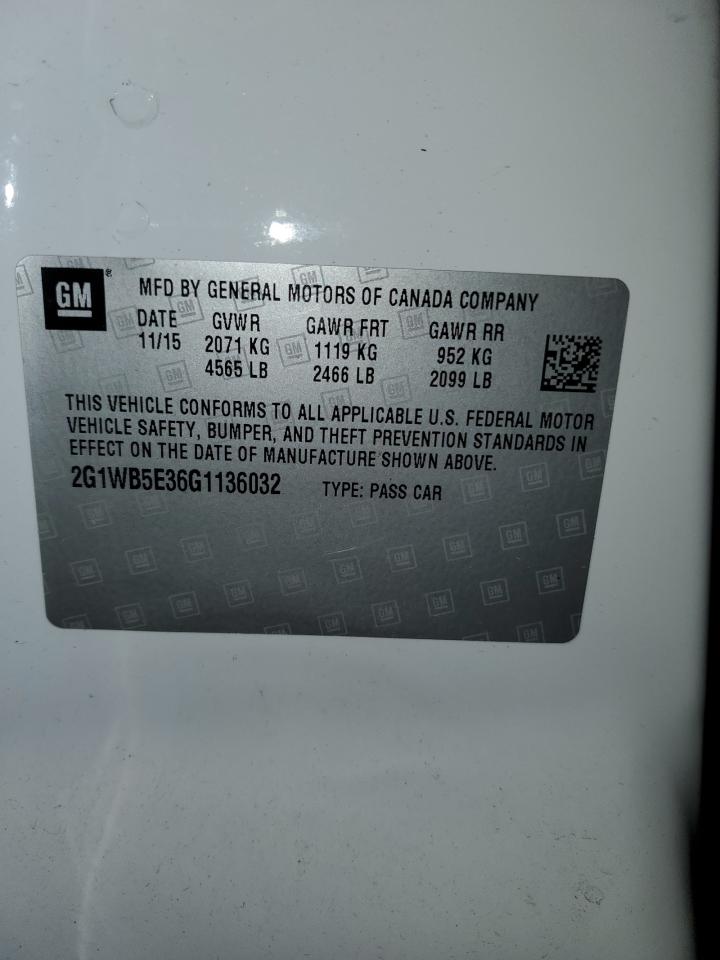 GM ®
MFD BY GENERAL MOTORS OF CANADA COMPANY
DATE GVWR GAWR FRT GAWR RR
11/15 2071 KG 1119 KG 952 KG
4565 LB 2466 LB 2099 LB
THIS VEHICLE CONFORMS TO ALL APPLICABLE U.S. FEDERAL MOTOR
VEHICLE SAFETY, BUMPER, AND THEFT PREVENTION STANDARDS IN
EFFECT ON THE DATE OF MANUFACTURE SHOWN ABOVE.
2G1WB5E36G1136032 TYPE: PASS CAR